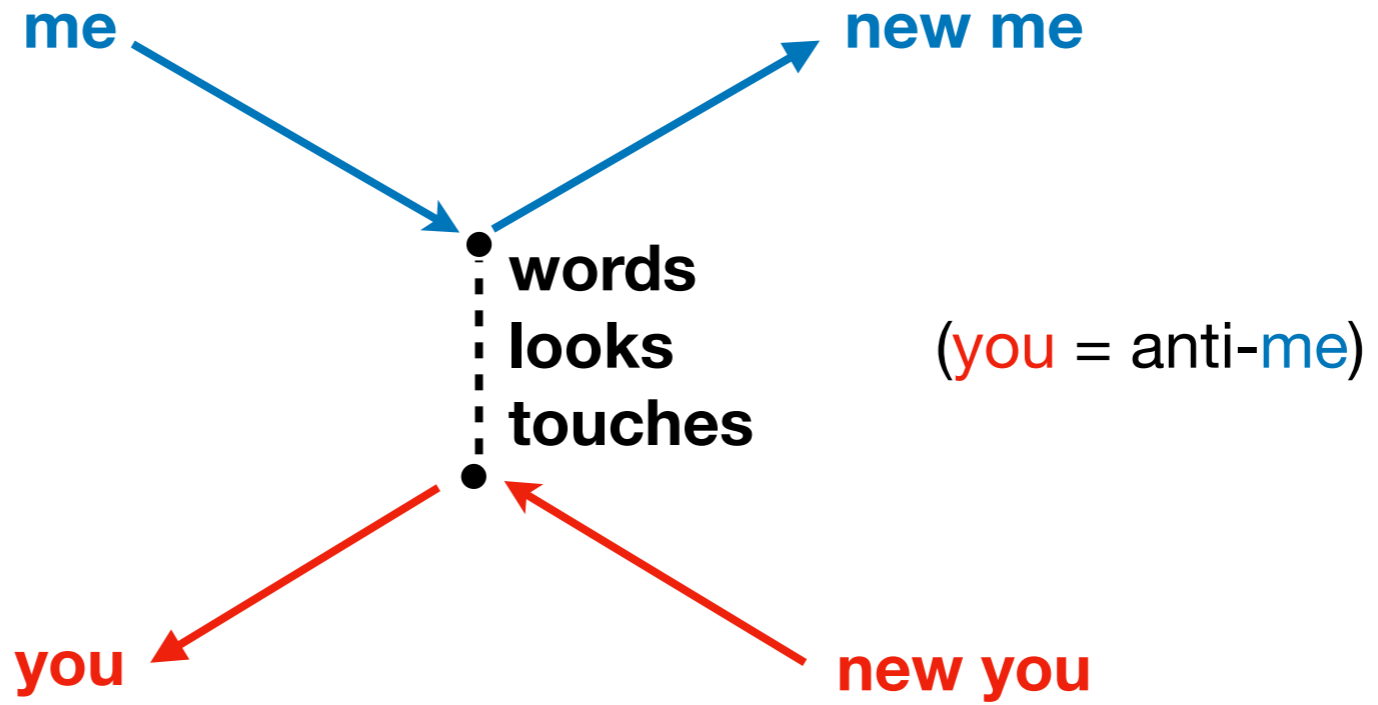 me
new me
words
looks
touches
(you = anti-me)
you
new you